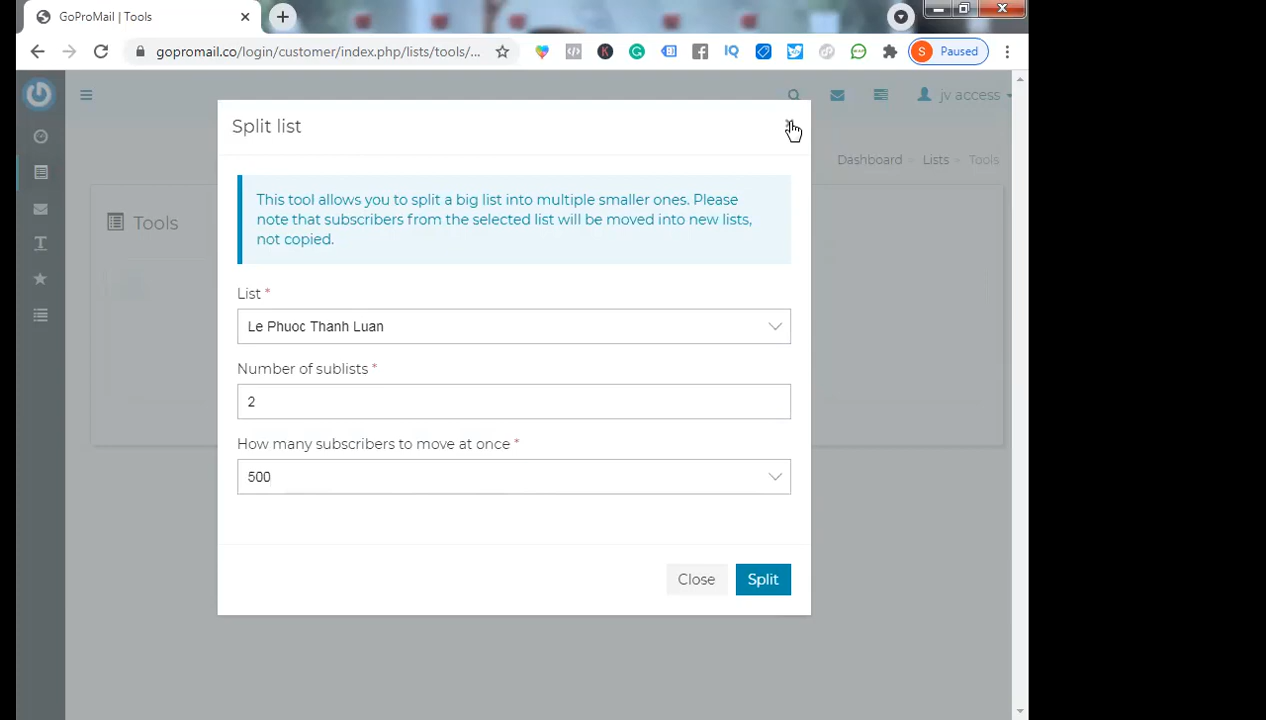 GoProMail | Tools
gopromail.co/login/customer/index.php/lists/tools/...
IQ
S Paused
jv access
Split list
Dashboard Lists Tools
Tools
This tool allows you to split a big list into multiple smaller ones. Please
note that subscribers from the selected list will be moved into new lists,
not copied.
List *
Le Phuoc Thanh Luan
Number of sublists *
2
How many subscribers to move at once *
500
Close Split